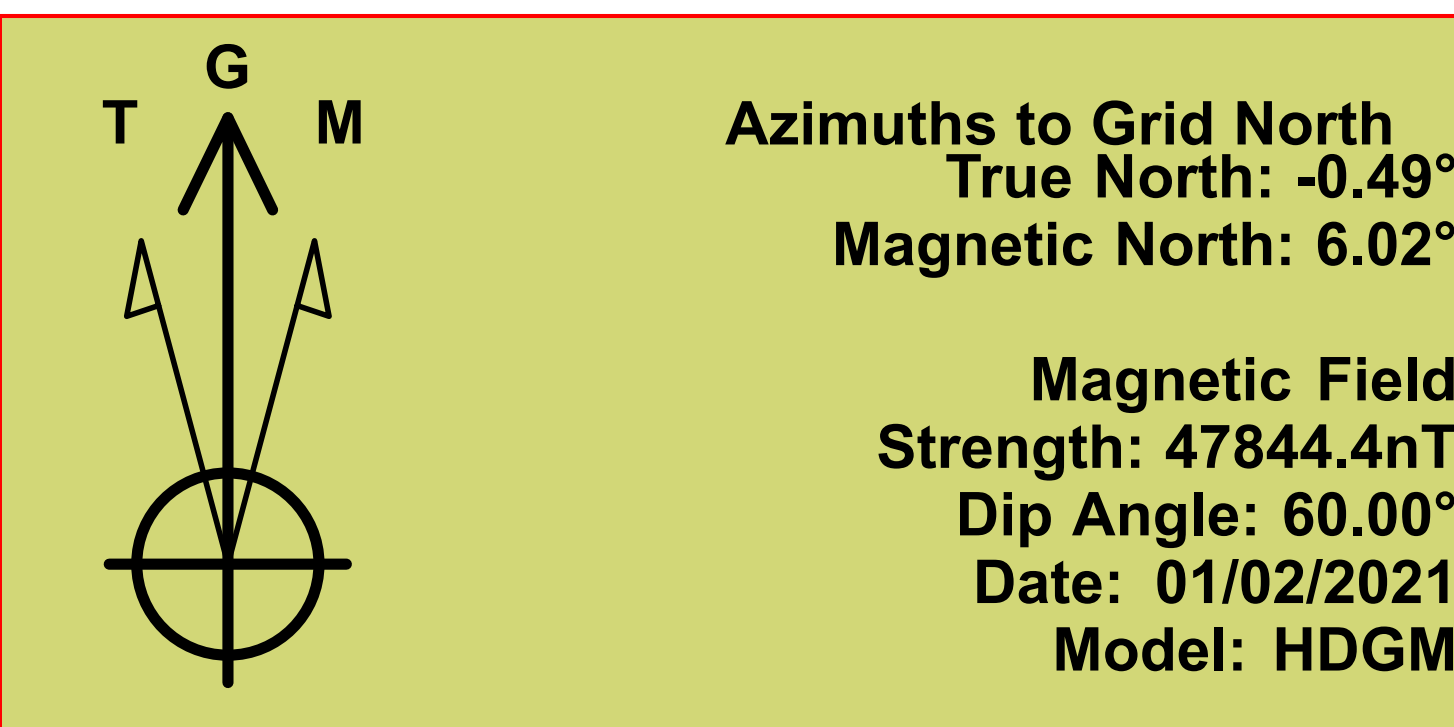 G
T M
Azimuths to Grid North
True North: -0.49°
Magnetic North: 6.02°
Magnetic Field
Strength: 47844.4nT
Dip Angle: 60.00°
Date: 01/02/2021
Model: HDGM